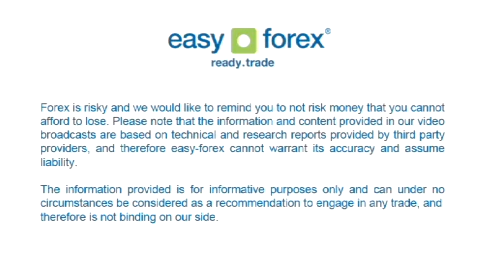 easy forex®
ready.trade
Forex is risky and we would like to remind you to not risk money that you cannot
afford to lose. Please note that the information and content provided in our video
broadcasts are based on technical and research reports provided by third party
providers, and therefore easy-forex cannot warrant its accuracy and assume
liability.
The information provided is for informative purposes only and can under no
circumstances be considered as a recommendation to engage in any trade, and
therefore is not binding on our side.